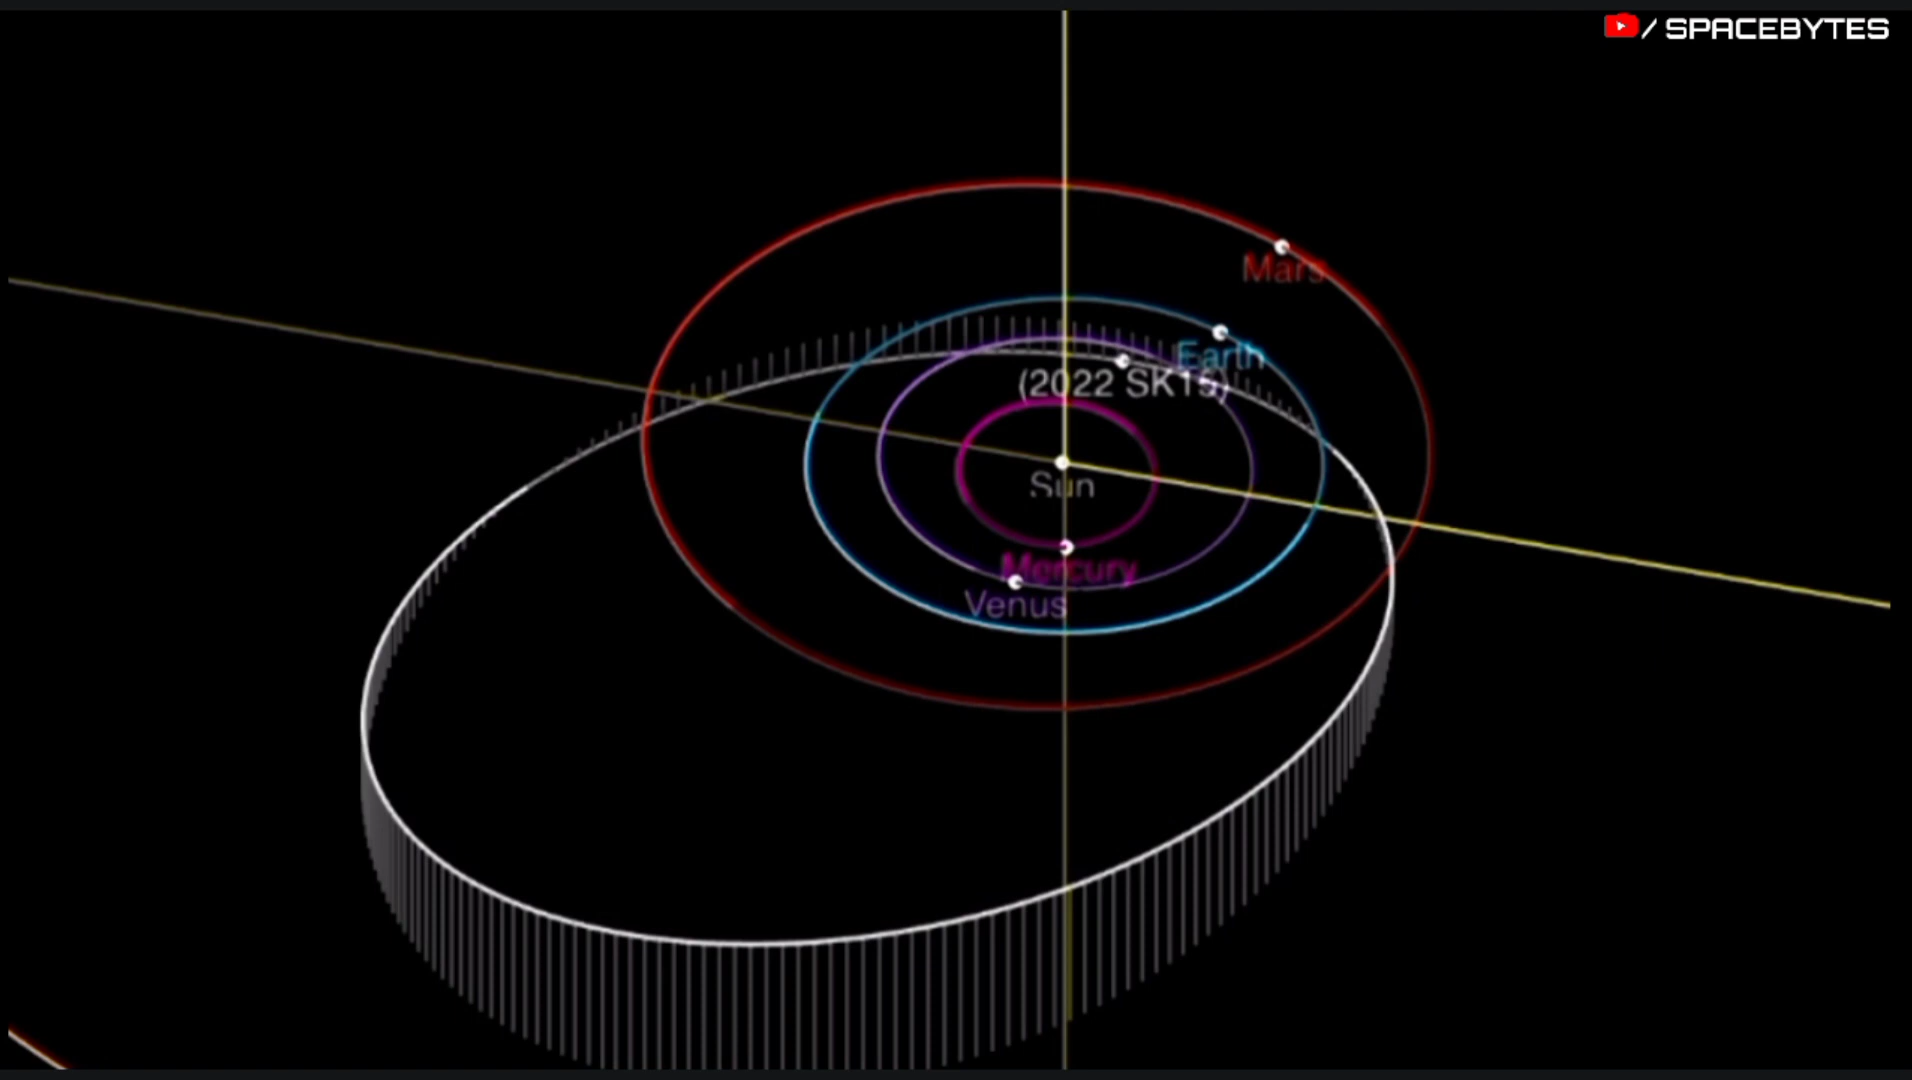 / SPACEBYTES
Mars
Earth
(2022 SK15)
Sun
Mercury
Venus